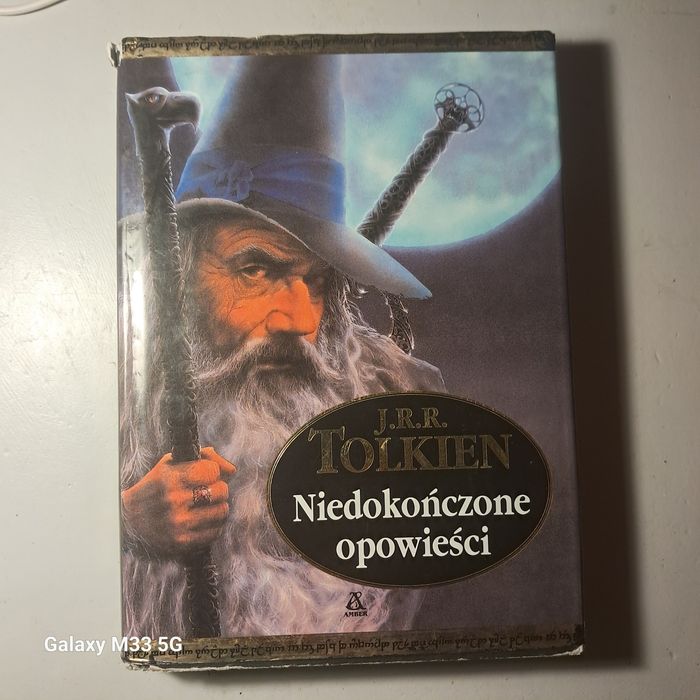 J.R.R.
TOLKIEN
Niedokończone
opowieści
AMBER
Galaxy M33 5G